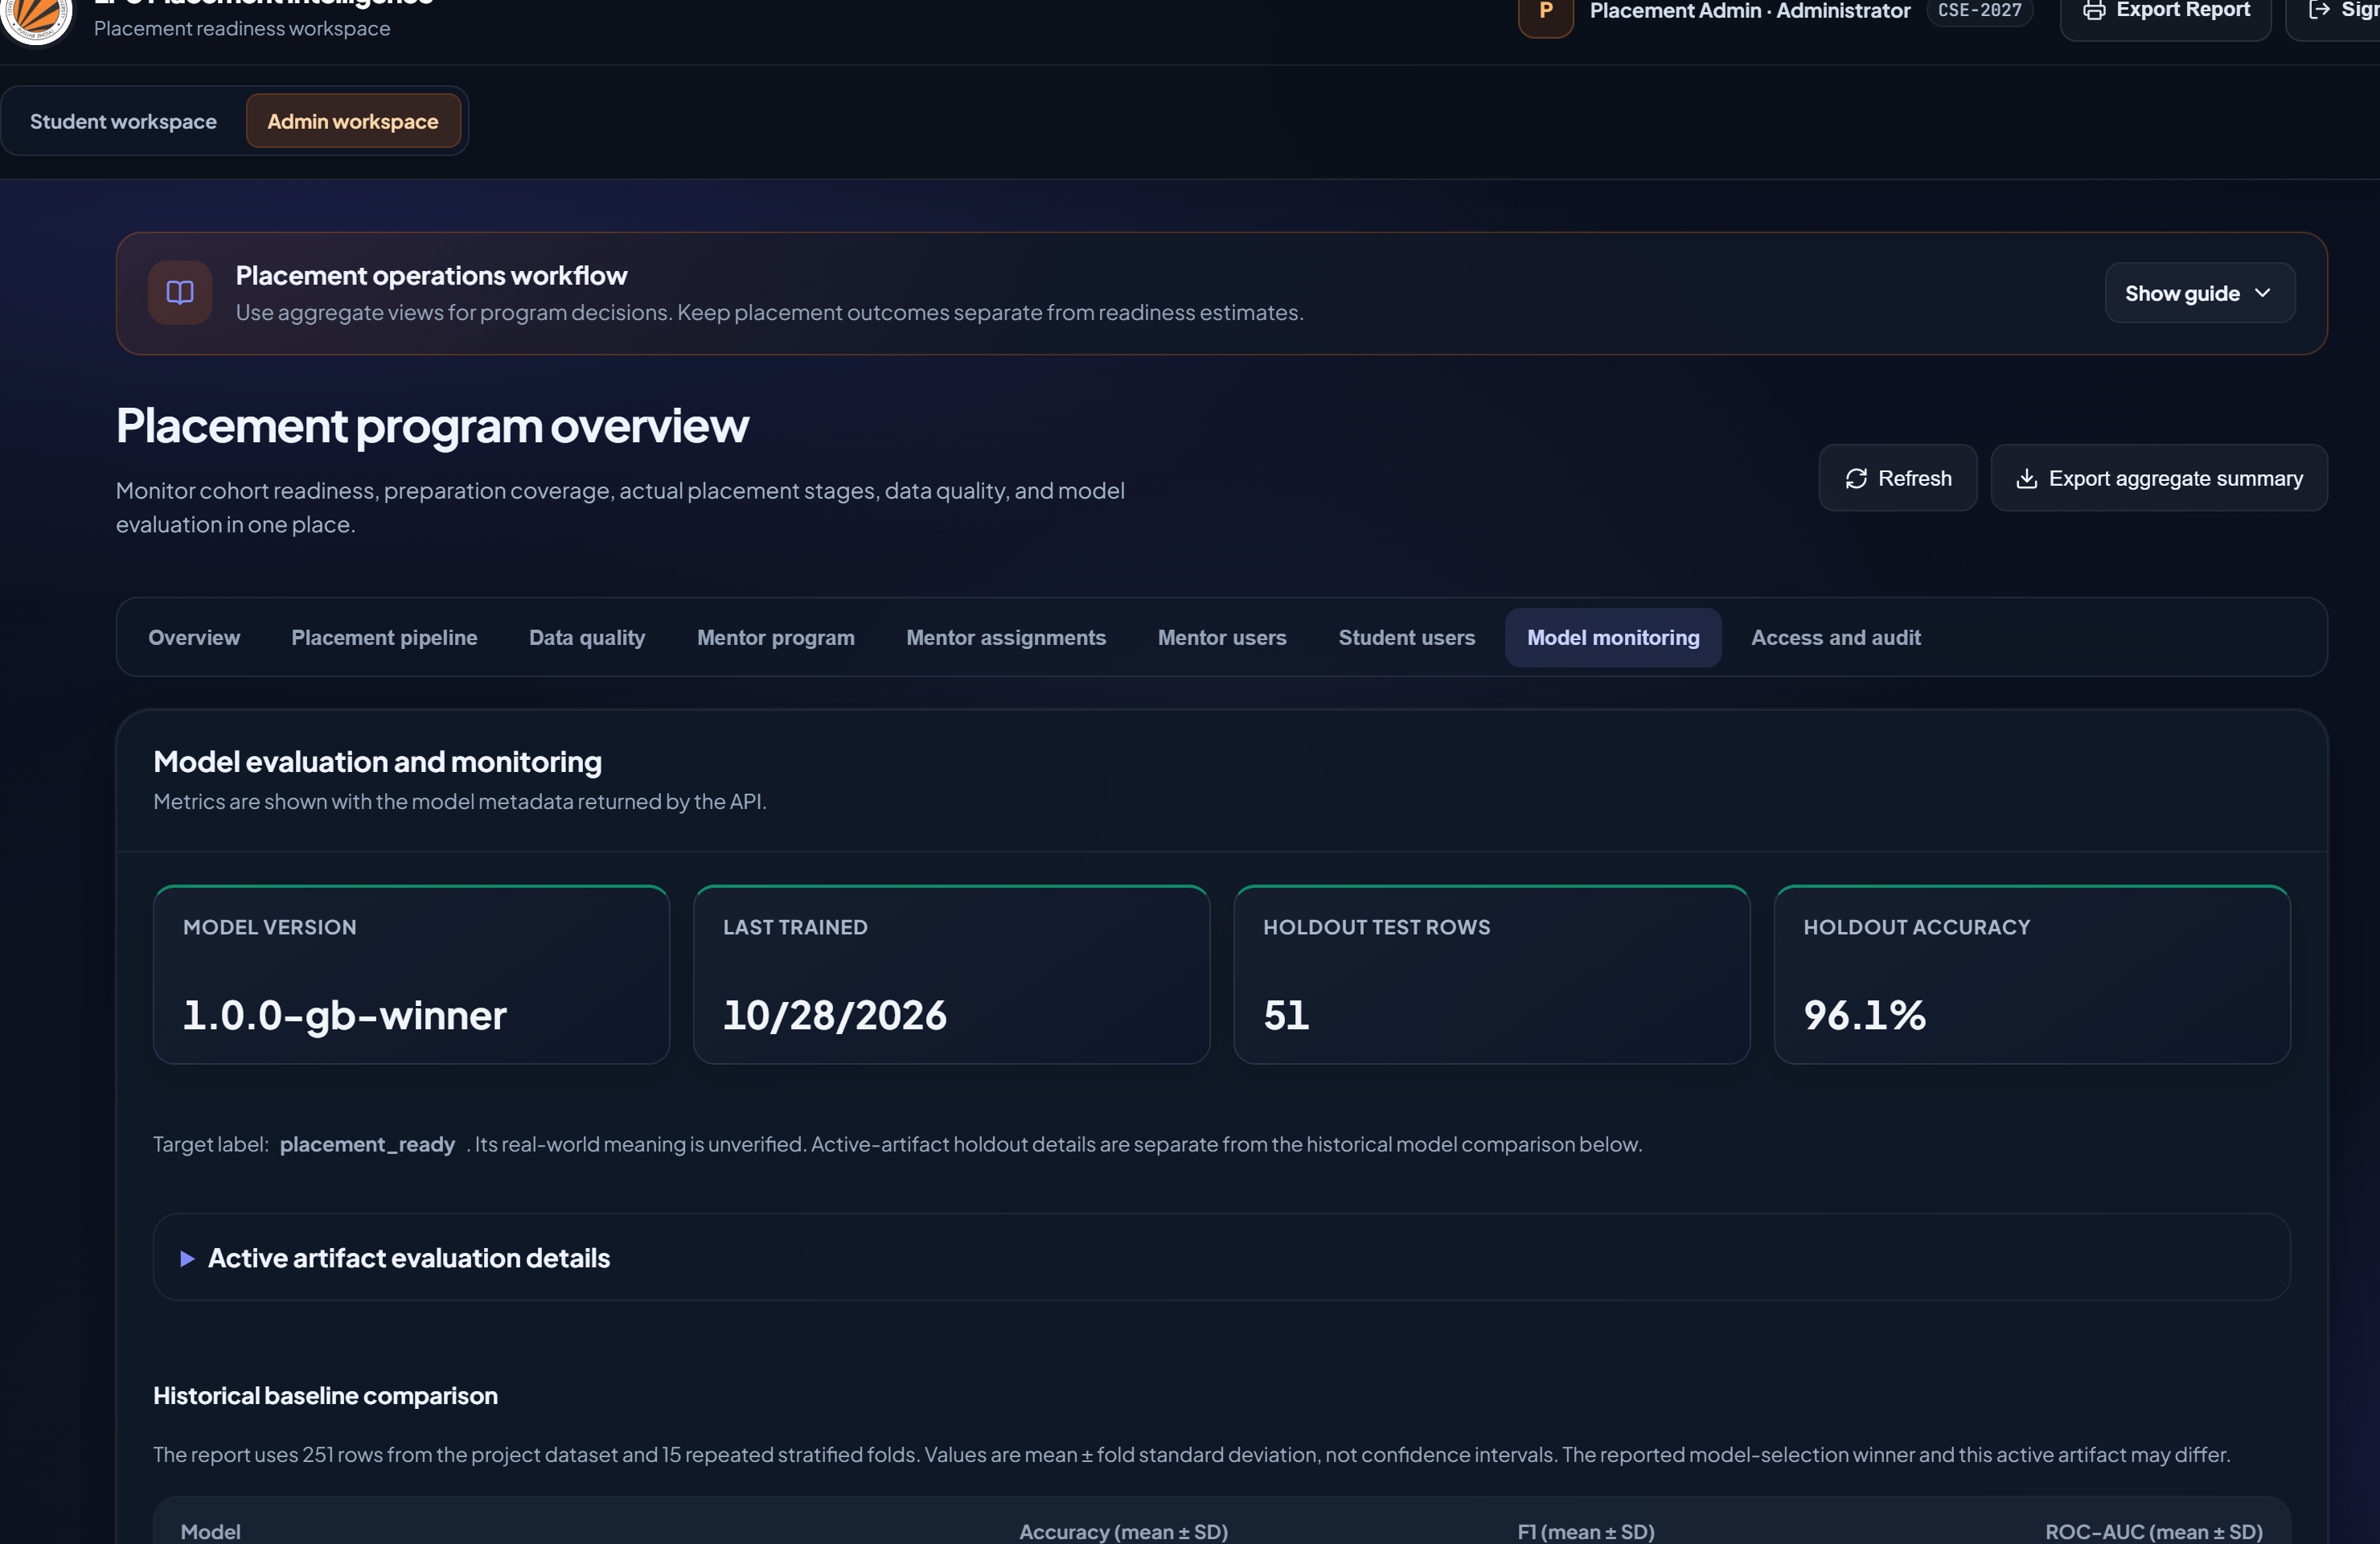 Placement readiness workspace
P
Placement Admin · Administrator
CSE-2027
Export Report
Student workspace
Admin workspace
Placement operations workflow
Use aggregate views for program decisions. Keep placement outcomes separate from readiness estimates.
Show guide
Placement program overview
Monitor cohort readiness, preparation coverage, actual placement stages, data quality, and model
evaluation in one place.
Refresh
Export aggregate summary
Overview
Placement pipeline
Data quality
Mentor program
Mentor assignments
Mentor users
Student users
Model monitoring
Access and audit
Model evaluation and monitoring
Metrics are shown with the model metadata returned by the API.
MODEL VERSION
1.0.0-gb-winner
LAST TRAINED
10/28/2026
HOLDOUT TEST ROWS
51
HOLDOUT ACCURACY
96.1%
Target label: placement_ready . Its real-world meaning is unverified. Active-artifact holdout details are separate from the historical model comparison below.
Active artifact evaluation details
Historical baseline comparison
The report uses 251 rows from the project dataset and 15 repeated stratified folds. Values are mean ± fold standard deviation, not confidence intervals. The reported model-selection winner and this active artifact may differ.
Model
Accuracy (mean ± SD)
F1 (mean ± SD)
ROC-AUC (mean ± SD)